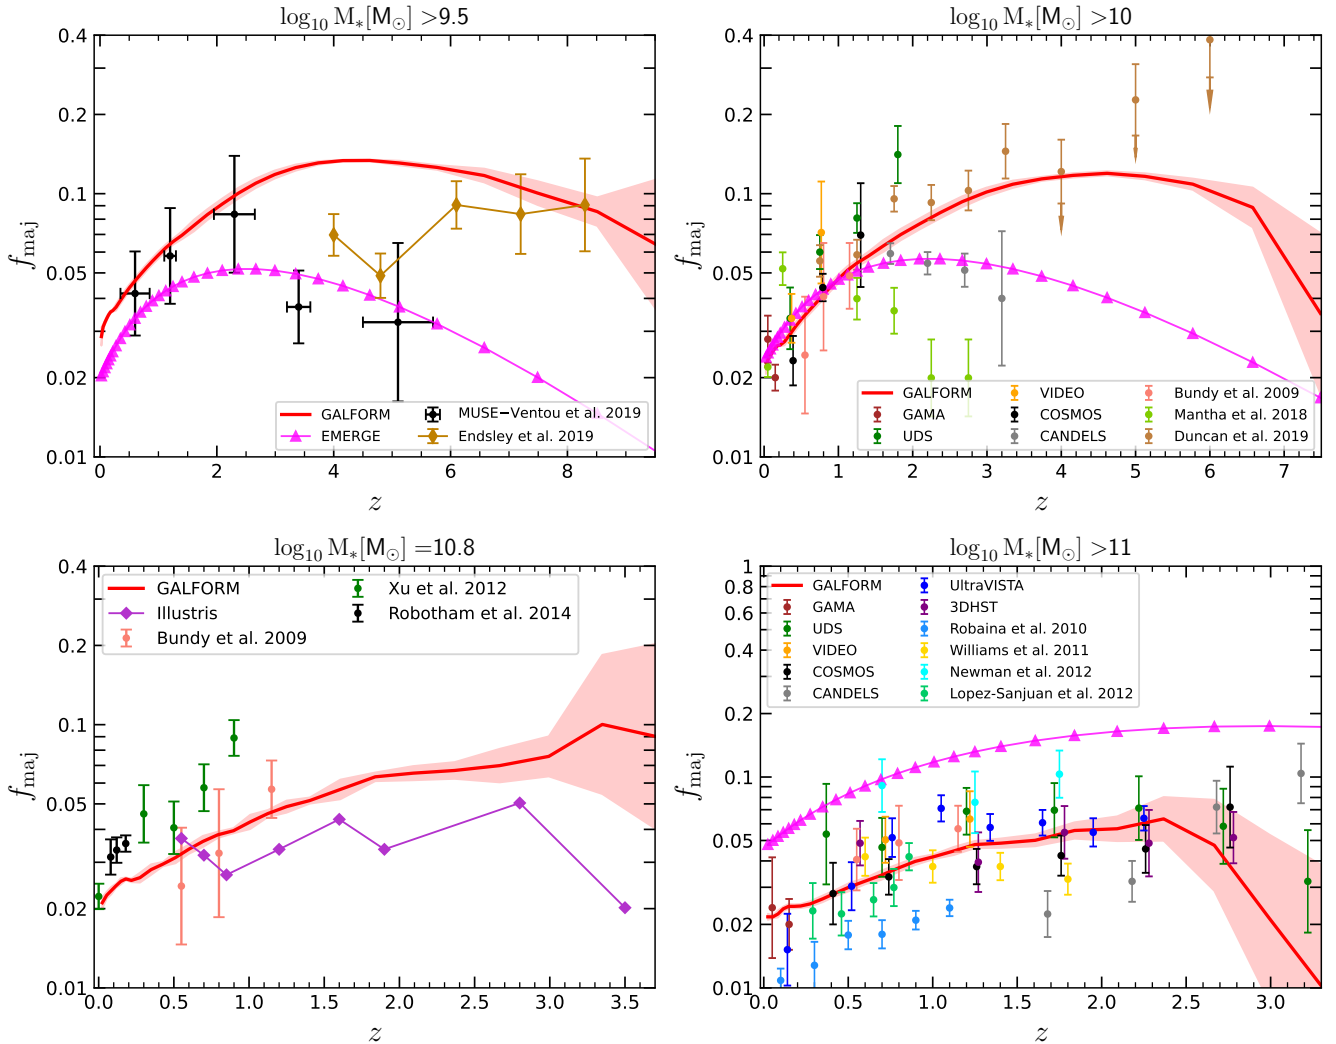 log₁₀ M∗[M⊙] >9.5
0.4
0.2
0.1
0.05
0.02
0.01
f_maj
GALFORM
EMERGE
MUSE−Ventou et al. 2019
Endsley et al. 2019
0 2 4 6 8
z
log₁₀ M∗[M⊙] >10
0.4
0.2
0.1
0.05
0.02
0.01
f_maj
GALFORM
GAMA
UDS
VIDEO
COSMOS
CANDELS
Bundy et al. 2009
Mantha et al. 2018
Duncan et al. 2019
0 1 2 3 4 5 6 7
z
log₁₀ M∗[M⊙] =10.8
0.4
0.2
0.1
0.05
0.02
0.01
f_maj
GALFORM
Illustris
Bundy et al. 2009
Xu et al. 2012
Robotham et al. 2014
0.0 0.5 1.0 1.5 2.0 2.5 3.0 3.5
z
log₁₀ M∗[M⊙] >11
1
0.8
0.6
0.4
0.2
0.1
0.05
0.02
0.01
f_maj
GALFORM
GAMA
UDS
VIDEO
COSMOS
CANDELS
UltraVISTA
3DHST
Robaina et al. 2010
Williams et al. 2011
Newman et al. 2012
Lopez-Sanjuan et al. 2012
0.0 0.5 1.0 1.5 2.0 2.5 3.0
z